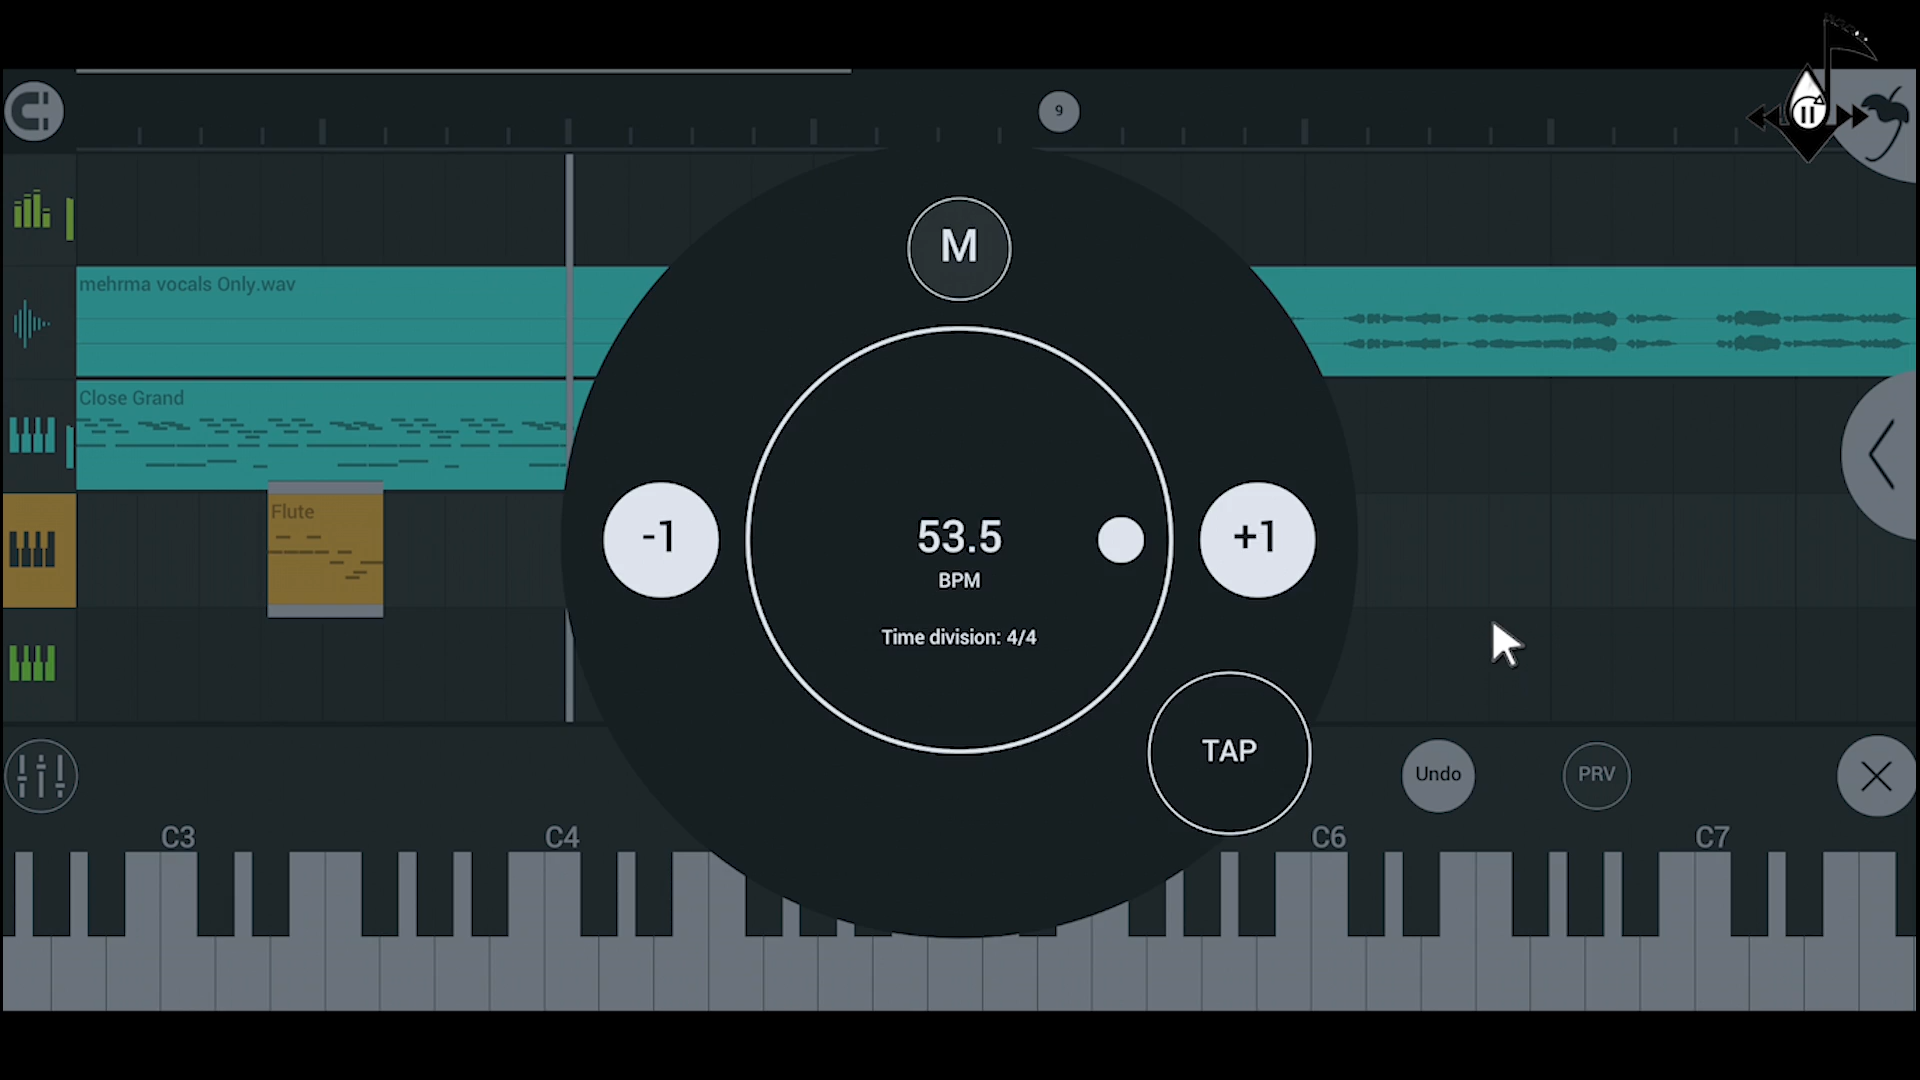 9
M
mehrma vocals Only.wav
Close Grand
Flute
-1
53.5
+1
BPM
Time division: 4/4
TAP
Undo
PRV
C3
C4
C6
C7